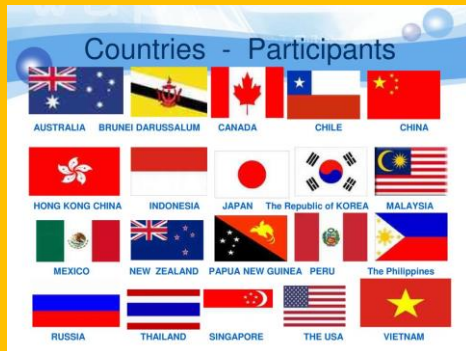 Countries - Participants
AUSTRALIA BRUNEI DARUSSALUM CANADA CHILE CHINA
HONG KONG CHINA INDONESIA JAPAN The Republic of KOREA MALAYSIA
MEXICO NEW ZEALAND PAPUA NEW GUINEA PERU The Philippines
RUSSIA THAILAND SINGAPORE THE USA VIETNAM